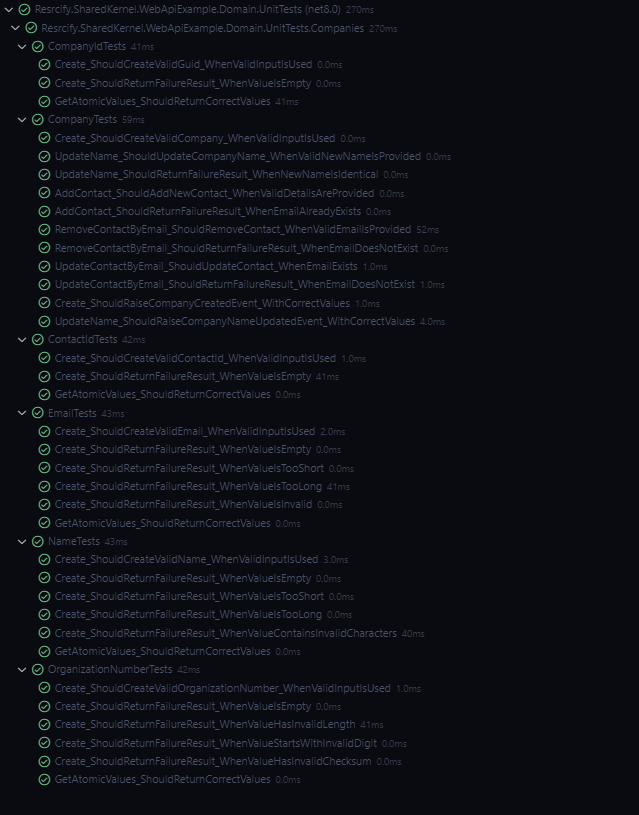 Resrcify.SharedKernel.WebApiExample.Domain.UnitTests (net8.0) 270ms
Resrcify.SharedKernel.WebApiExample.Domain.UnitTests.Companies 270ms
CompanyIdTests 41ms
Create_ShouldCreateValidGuid_WhenValidInputIsUsed 0.0ms
Create_ShouldReturnFailureResult_WhenValueIsEmpty 0.0ms
GetAtomicValues_ShouldReturnCorrectValues 41ms
CompanyTests 59ms
Create_ShouldCreateValidCompany_WhenValidInputIsUsed 0.0ms
UpdateName_ShouldUpdateCompanyName_WhenValidNewNameIsProvided 0.0ms
UpdateName_ShouldReturnFailureResult_WhenNewNameIsIdentical 0.0ms
AddContact_ShouldAddNewContact_WhenValidDetailsAreProvided 0.0ms
AddContact_ShouldReturnFailureResult_WhenEmailAlreadyExists 0.0ms
RemoveContactByEmail_ShouldRemoveContact_WhenValidEmailIsProvided 52ms
RemoveContactByEmail_ShouldReturnFailureResult_WhenEmailDoesNotExist 0.0ms
UpdateContactByEmail_ShouldUpdateContact_WhenEmailExists 1.0ms
UpdateContactByEmail_ShouldReturnFailureResult_WhenEmailDoesNotExist 1.0ms
Create_ShouldRaiseCompanyCreatedEvent_WithCorrectValues 1.0ms
UpdateName_ShouldRaiseCompanyNameUpdatedEvent_WithCorrectValues 4.0ms
ContactIdTests 42ms
Create_ShouldCreateValidContactId_WhenValidInputIsUsed 1.0ms
Create_ShouldReturnFailureResult_WhenValueIsEmpty 41ms
GetAtomicValues_ShouldReturnCorrectValues 0.0ms
EmailTests 43ms
Create_ShouldCreateValidEmail_WhenValidInputIsUsed 2.0ms
Create_ShouldReturnFailureResult_WhenValueIsEmpty 0.0ms
Create_ShouldReturnFailureResult_WhenValueIsTooShort 0.0ms
Create_ShouldReturnFailureResult_WhenValueIsTooLong 41ms
Create_ShouldReturnFailureResult_WhenValueIsInvalid 0.0ms
GetAtomicValues_ShouldReturnCorrectValues 0.0ms
NameTests 43ms
Create_ShouldCreateValidName_WhenValidInputIsUsed 3.0ms
Create_ShouldReturnFailureResult_WhenValueIsEmpty 0.0ms
Create_ShouldReturnFailureResult_WhenValueIsTooShort 0.0ms
Create_ShouldReturnFailureResult_WhenValueIsTooLong 0.0ms
Create_ShouldReturnFailureResult_WhenValueContainsInvalidCharacters 40ms
GetAtomicValues_ShouldReturnCorrectValues 0.0ms
OrganizationNumberTests 42ms
Create_ShouldCreateValidOrganizationNumber_WhenValidInputIsUsed 1.0ms
Create_ShouldReturnFailureResult_WhenValueIsEmpty 0.0ms
Create_ShouldReturnFailureResult_WhenValueHasInvalidLength 41ms
Create_ShouldReturnFailureResult_WhenValueStartsWithInvalidDigit 0.0ms
Create_ShouldReturnFailureResult_WhenValueHasInvalidChecksum 0.0ms
GetAtomicValues_ShouldReturnCorrectValues 0.0ms